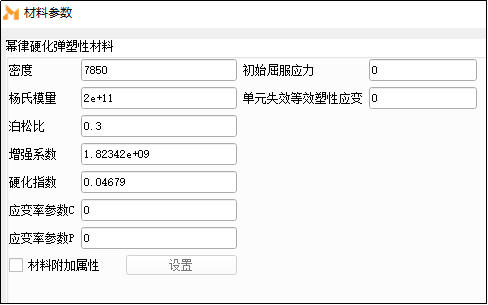 材料参数
幂律硬化弹塑性材料
密度 7850 初始屈服应力 0
杨氏模量 2e+11 单元失效等效塑性应变 0
泊松比 0.3
增强系数 1.82342e+09
硬化指数 0.04679
应变率参数C 0
应变率参数P 0
材料附加属性 设置